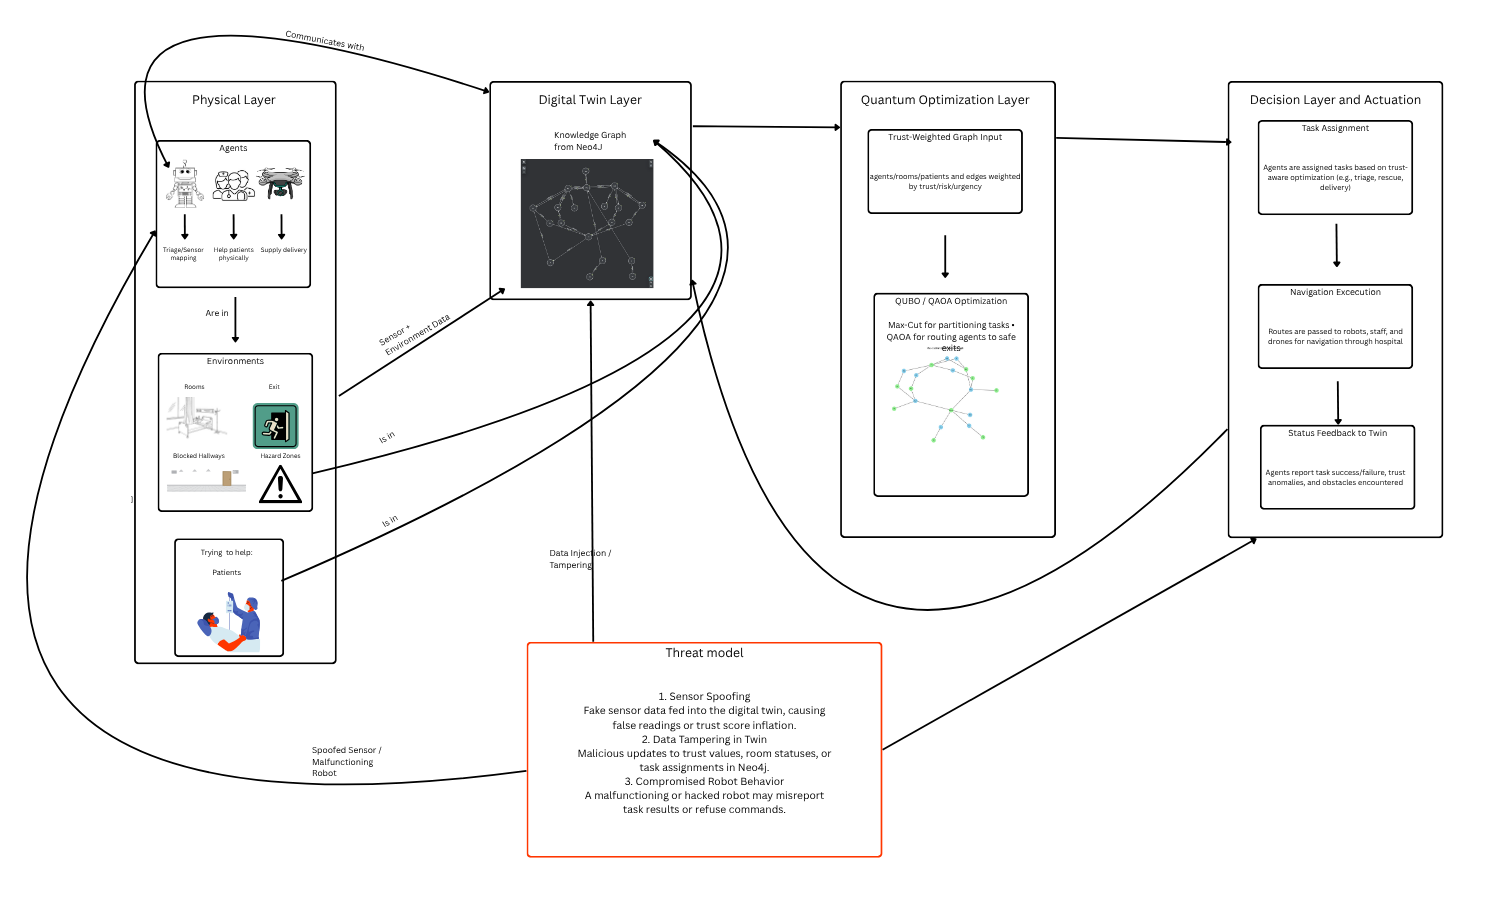 Communicates with
Physical Layer
Agents
Triage/Sensor
mapping
Help patients
physically
Supply delivery
Are in
Environments
Rooms
Exit
Blocked Hallways
Hazard Zones
Trying to help:
Patients
Sensor +
Environment Data
Is in
Is in
Digital Twin Layer
Knowledge Graph
from Neo4J
Quantum Optimization Layer
Trust-Weighted Graph Input
agents/rooms/patients and edges weighted
by trust/risk/urgency
QUBO / QAOA Optimization
Max-Cut for partitioning tasks •
QAOA for routing agents to safe
exits
Decision Layer and Actuation
Task Assignment
Agents are assigned tasks based on trust-
aware optimization (e.g., triage, rescue,
delivery)
Navigation Excecution
Routes are passed to robots, staff, and
drones for navigation through hospital
Status Feedback to Twin
Agents report task success/failure, trust
anomalies, and obstacles encountered
Data Injection /
Tampering
Spoofed Sensor /
Malfunctioning
Robot
Threat model
1. Sensor Spoofing
Fake sensor data fed into the digital twin, causing
false readings or trust score inflation.
2. Data Tampering in Twin
Malicious updates to trust values, room statuses, or
task assignments in Neo4j.
3. Compromised Robot Behavior
A malfunctioning or hacked robot may misreport
task results or refuse commands.